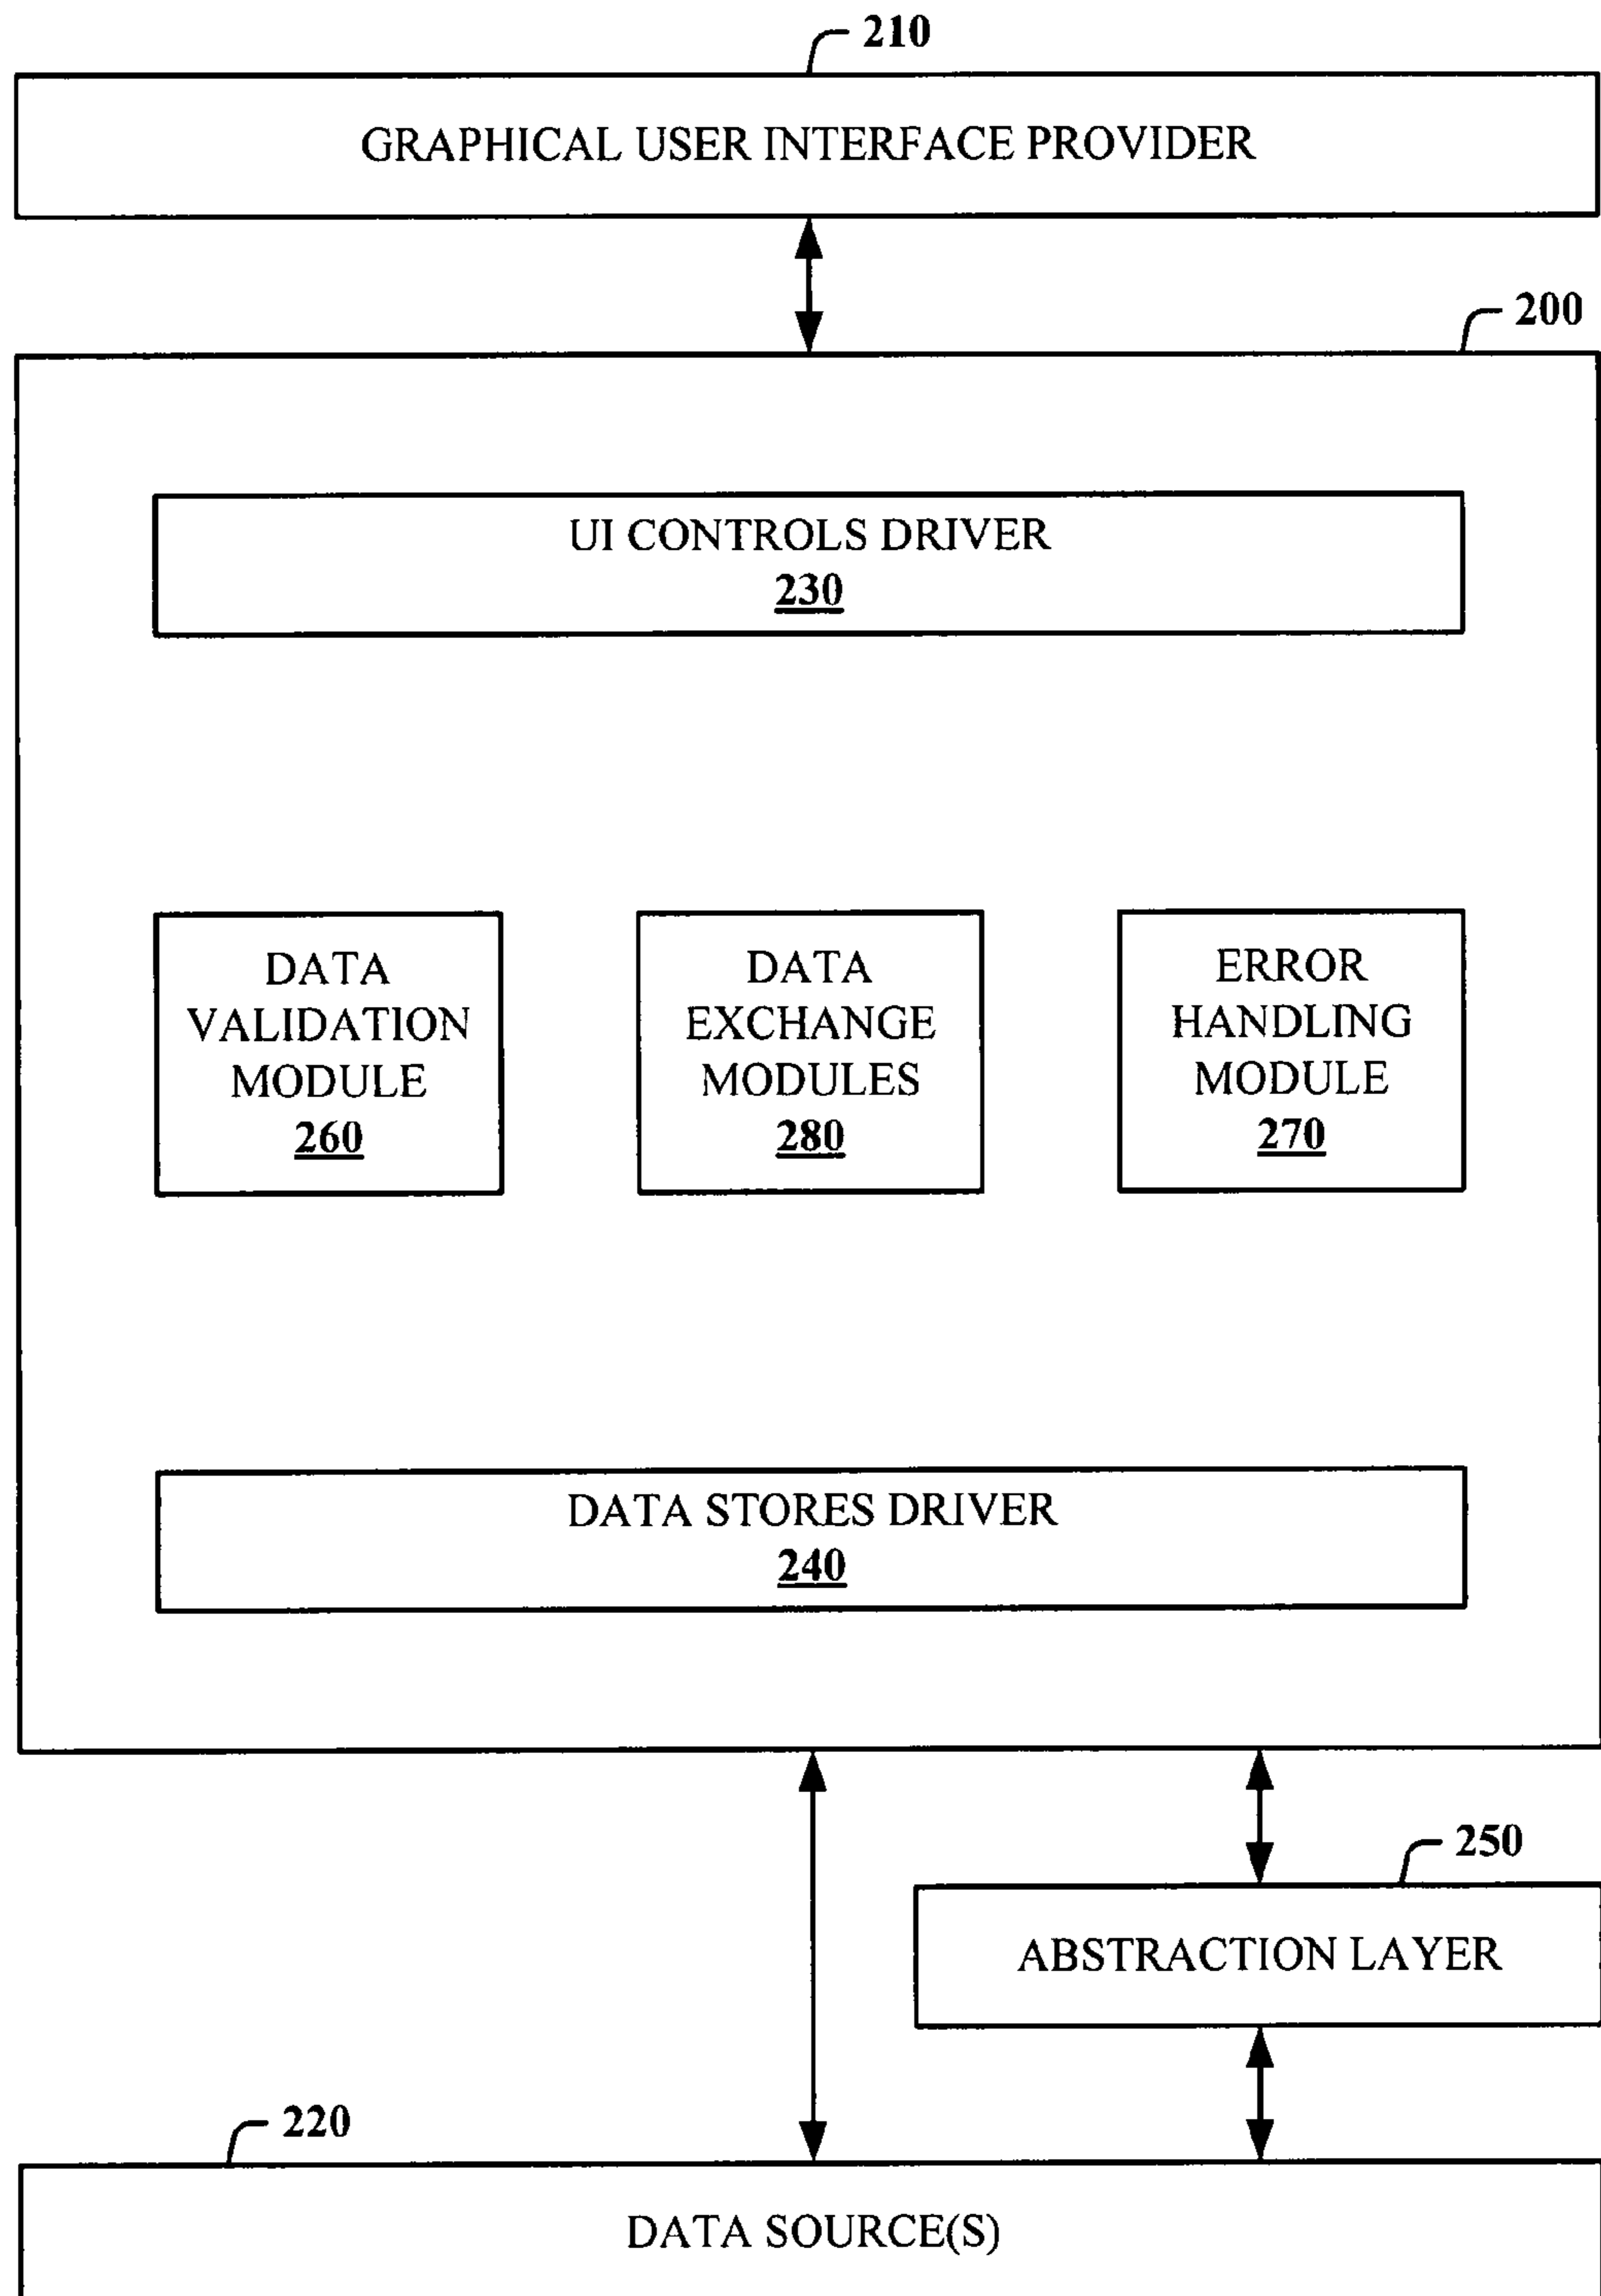 210
GRAPHICAL USER INTERFACE PROVIDER
200
UI CONTROLS DRIVER
230
DATA
VALIDATION
MODULE
260
DATA
EXCHANGE
MODULES
280
ERROR
HANDLING
MODULE
270
DATA STORES DRIVER
240
250
ABSTRACTION LAYER
220
DATA SOURCE(S)